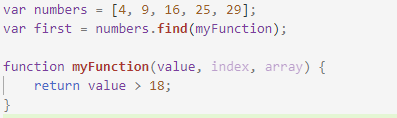 var numbers = [4, 9, 16, 25, 29];
var first = numbers.find(myFunction);

function myFunction(value, index, array) {
    return value > 18;
}